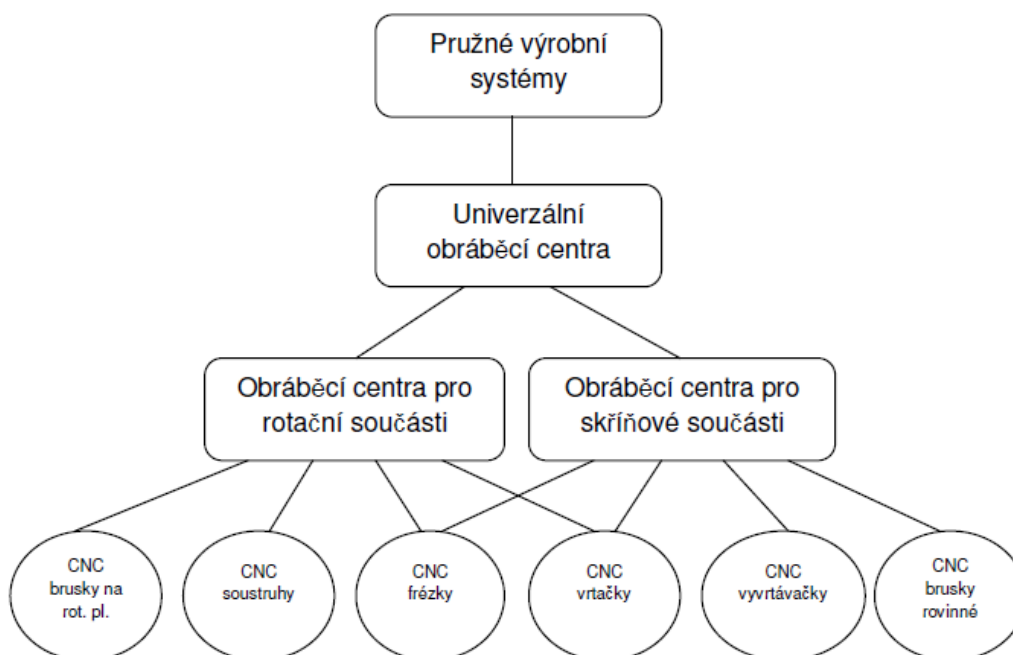 Pružné výrobní
systémy
Univerzální
obráběcí centra
Obráběcí centra pro
rotační součásti
Obráběcí centra pro
skříňové součásti
CNC
brusky na
rot. pl.
CNC
soustruhy
CNC
frézky
CNC
vrtačky
CNC
vyvrtávačky
CNC
brusky
rovinné